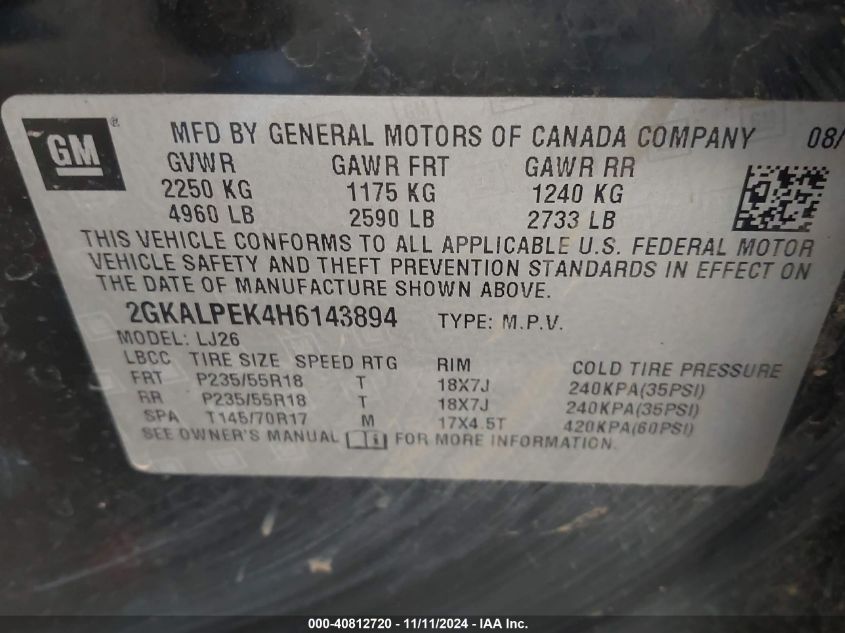 GM ®
MFD BY GENERAL MOTORS OF CANADA COMPANY 08/
GVWR GAWR FRT GAWR RR
2250 KG 1175 KG 1240 KG
4960 LB 2590 LB 2733 LB
THIS VEHICLE CONFORMS TO ALL APPLICABLE U.S. FEDERAL MOTOR
VEHICLE SAFETY AND THEFT PREVENTION STANDARDS IN EFFECT ON
THE DATE OF MANUFACTURE SHOWN ABOVE.
2GKALPEK4H6143894 TYPE: M.P.V.
MODEL: LJ26
LBCC TIRE SIZE SPEED RTG RIM COLD TIRE PRESSURE
FRT P235/55R18 T 18X7J 240KPA(35PSI)
RR P235/55R18 T 18X7J 240KPA(35PSI)
SPA T145/70R17 M 17X4.5T 420KPA(60PSI)
SEE OWNER'S MANUAL FOR MORE INFORMATION.
000-40812720 - 11/11/2024 - IAA Inc.